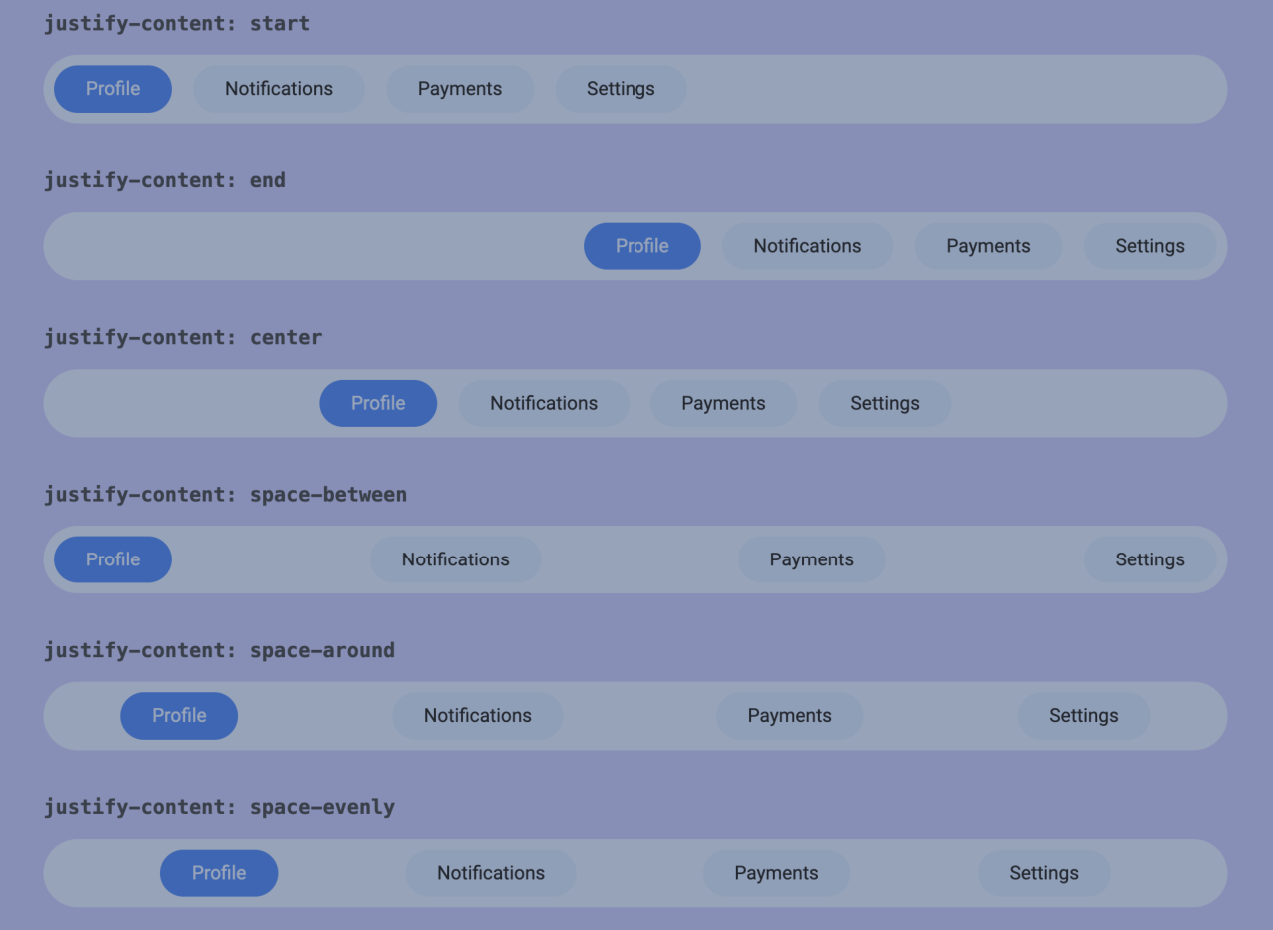 justify-content: start
Profile Notifications Payments Settings
justify-content: end
Profile Notifications Payments Settings
justify-content: center
Profile Notifications Payments Settings
justify-content: space-between
Profile Notifications Payments Settings
justify-content: space-around
Profile Notifications Payments Settings
justify-content: space-evenly
Profile Notifications Payments Settings